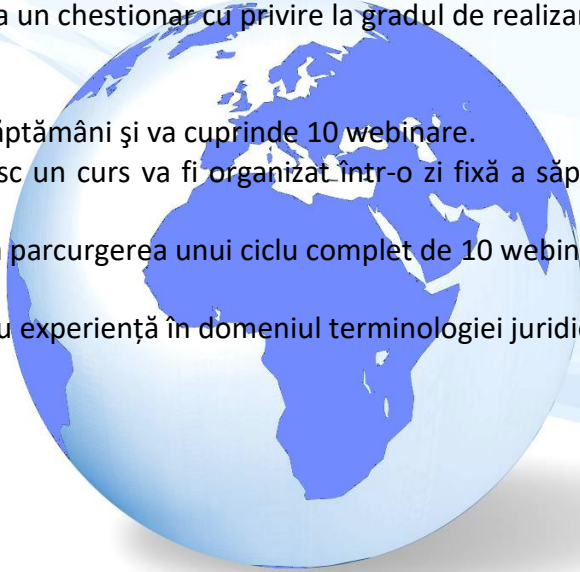 a un chestionar cu privire la gradul de realizar
ăptămâni şi va cuprinde 10 webinare.
sc un curs va fi organizat într-o zi fixă a săp
parcurgerea unui ciclu complet de 10 webin
u experiență în domeniul terminologiei juridic